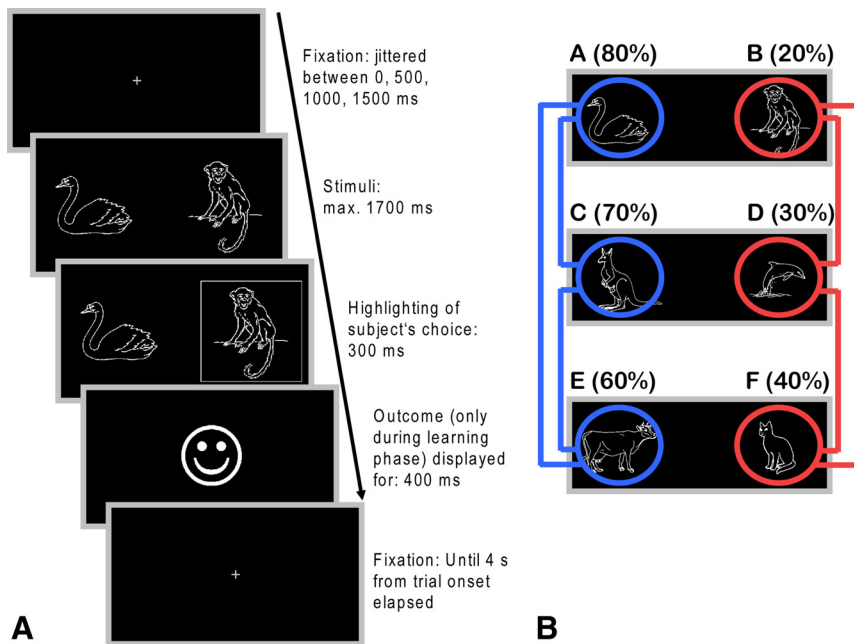 Fixation: jittered
between 0, 500,
1000, 1500 ms
Stimuli:
max. 1700 ms
Highlighting of
subject‘s choice:
300 ms
Outcome (only
during learning
phase) displayed
for: 400 ms
Fixation: Until 4 s
from trial onset
elapsed
A
A (80%) B (20%)
C (70%) D (30%)
E (60%) F (40%)
B